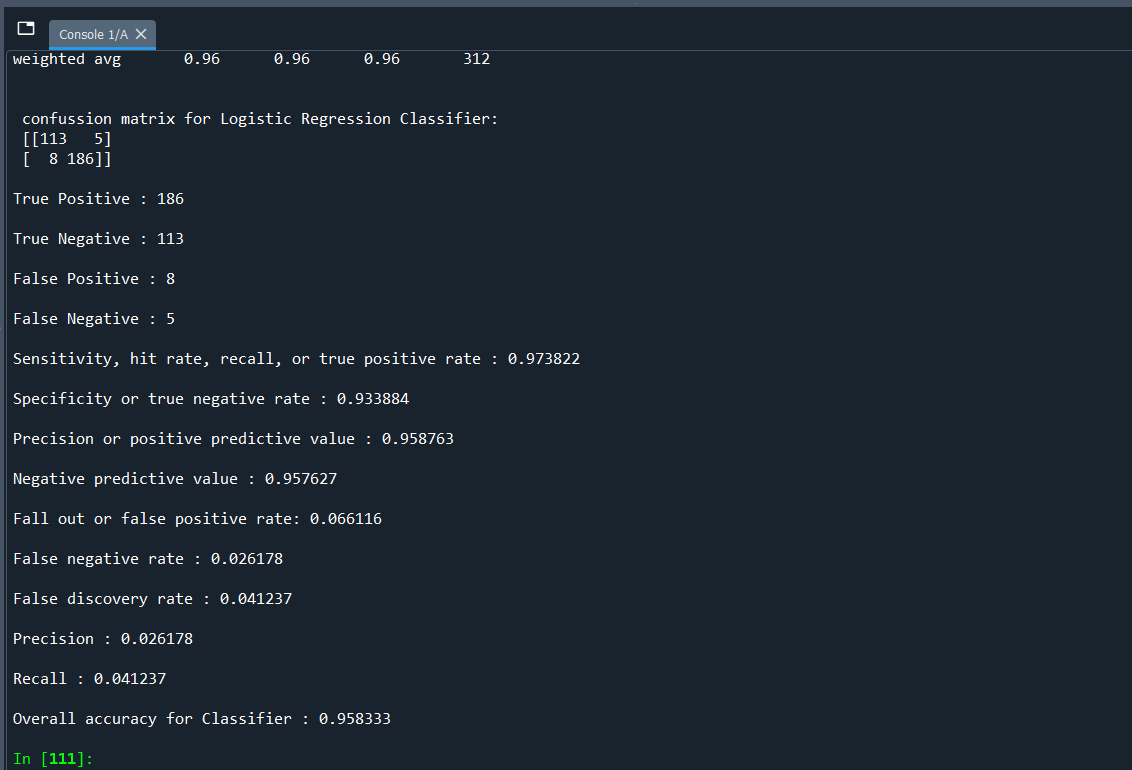 Console 1/A
weighted avg       0.96      0.96      0.96       312
confussion matrix for Logistic Regression Classifier:
[[113   5]
[  8 186]]
True Positive : 186
True Negative : 113
False Positive : 8
False Negative : 5
Sensitivity, hit rate, recall, or true positive rate : 0.973822
Specificity or true negative rate : 0.933884
Precision or positive predictive value : 0.958763
Negative predictive value : 0.957627
Fall out or false positive rate: 0.066116
False negative rate : 0.026178
False discovery rate : 0.041237
Precision : 0.026178
Recall : 0.041237
Overall accuracy for Classifier : 0.958333
In [111]: